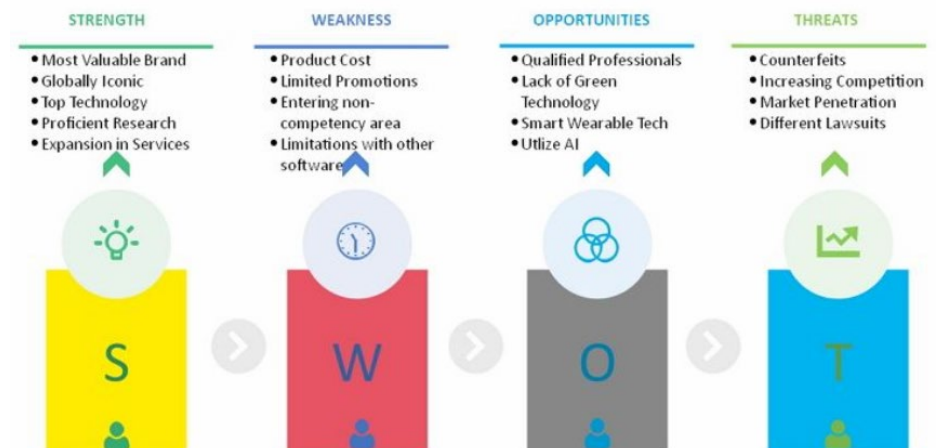 STRENGTH
• Most Valuable Brand
• Globally Iconic
• Top Technology
• Proficient Research
• Expansion in Services
WEAKNESS
• Product Cost
• Limited Promotions
• Entering non-
competency area
• Limitations with other
software
OPPORTUNITIES
• Qualified Professionals
• Lack of Green
Technology
• Smart Wearable Tech
• Utlize AI
THREATS
• Counterfeits
• Increasing Competition
• Market Penetration
• Different Lawsuits
S
W
O
T